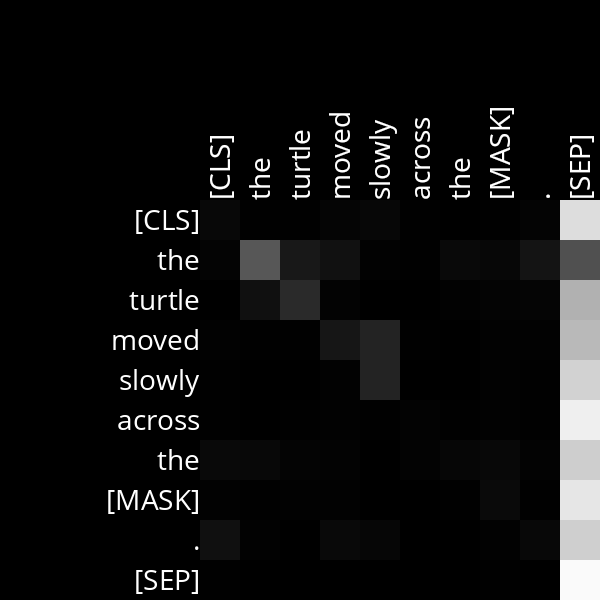 [CLS] the turtle moved slowly across the [MASK] . [SEP]
[CLS]
the
turtle
moved
slowly
across
the
[MASK]
.
[SEP]